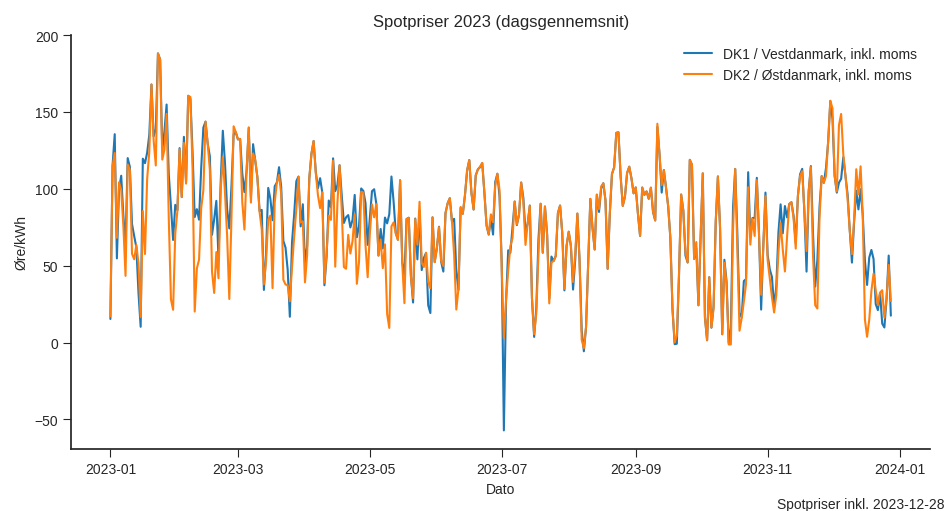 Spotpriser 2023 (dagsgennemsnit)
DK1 / Vestdanmark, inkl. moms
DK2 / Østdanmark, inkl. moms
Øre/kWh
200
150
100
50
0
−50
2023-01
2023-03
2023-05
2023-07
2023-09
2023-11
2024-01
Dato
Spotpriser inkl. 2023-12-28